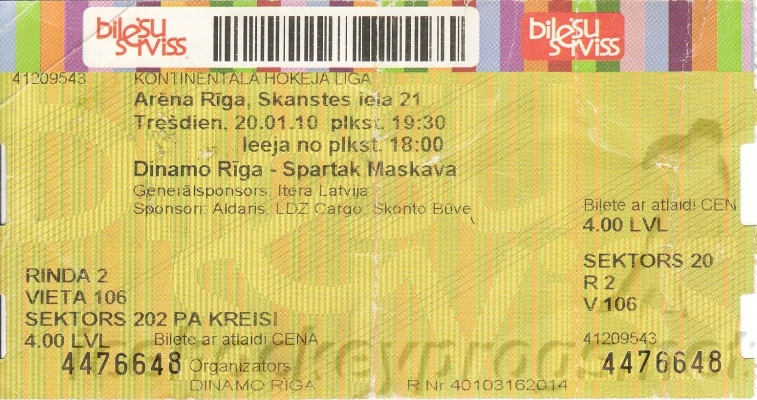 biļešu
serviss
biļešu
serviss
41209543
KONTINENTĀLĀ HOKEJA LĪGA
Arēna Rīga, Skanstes iela 21
Trešdien, 20.01.10 plkst. 19:30
Ieeja no plkst. 18:00
Dinamo Rīga - Spartak Maskava
Ģenerālsponsors: Itera Latvija
Sponsori: Aldaris, LDZ Cargo, Skonto Būve
RINDA 2
VIETA 106
SEKTORS 202 PA KREISI
4.00 LVL Biļete ar atlaidi CENA
4476648
Organizators
DINAMO RĪGA
R Nr 40103162014
Biļete ar atlaidi CEN
4.00 LVL
SEKTORS 20
R 2
V 106
41209543
4476648